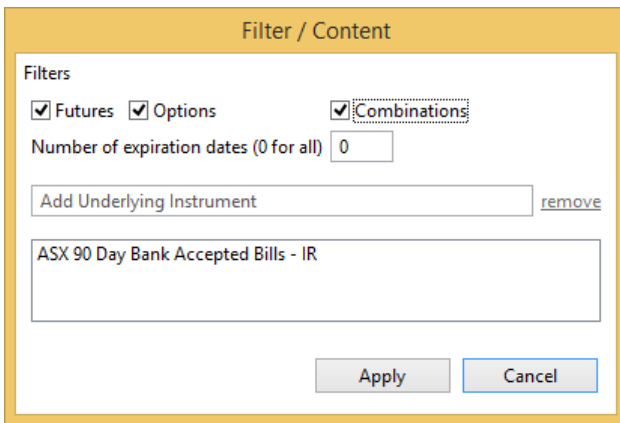 Filter / Content
Filters
Futures Options Combinations
Number of expiration dates (0 for all) 0
Add Underlying Instrument remove
ASX 90 Day Bank Accepted Bills - IR
Apply Cancel